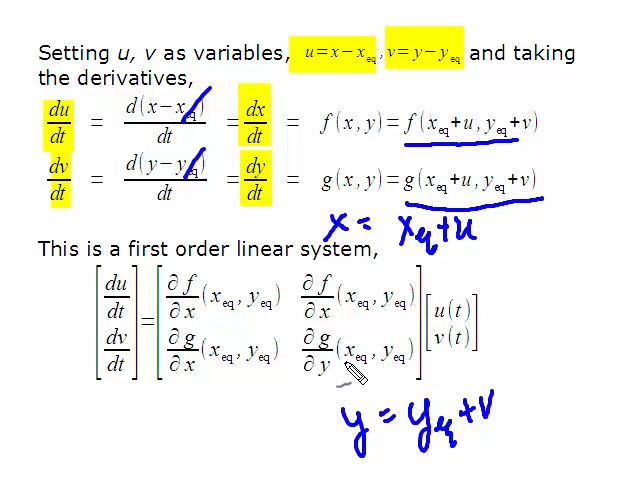 Setting u, v as variables, u=x−x_eq, v=y−y_eq and taking
the derivatives,
du/dt = d(x−x_eq)/dt = dx/dt = f(x,y)=f(x_eq+u, y_eq+v)
dv/dt = d(y−y_eq)/dt = dy/dt = g(x,y)=g(x_eq+u, y_eq+v)
x = x_eq+u
This is a first order linear system,
[du/dt dv/dt] = [∂f/∂x(x_eq, y_eq) ∂f/∂x(x_eq, y_eq) ∂g/∂x(x_eq, y_eq) ∂g/∂y(x_eq, y_eq)] [u(t) v(t)]
y = y_eq+v